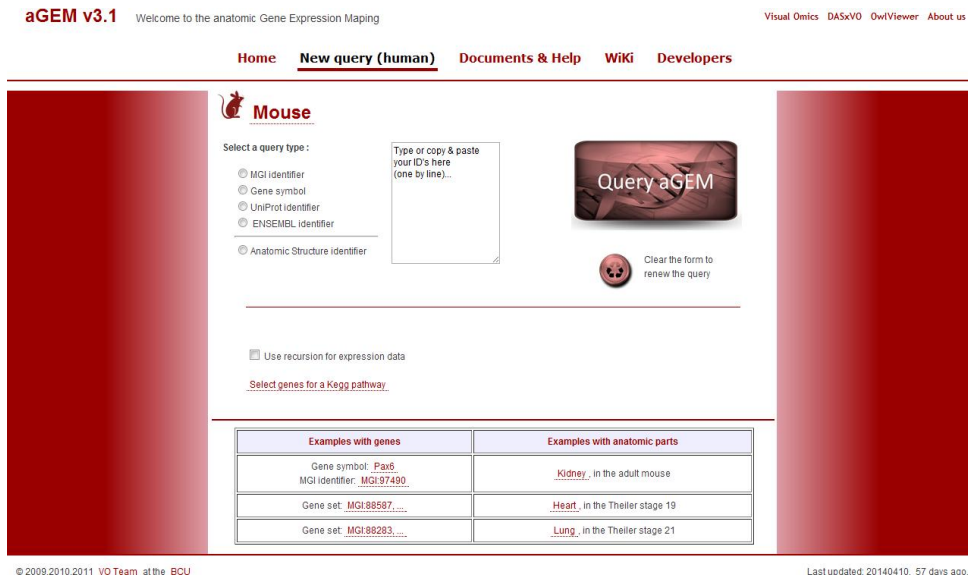 aGEM v3.1 Welcome to the anatomic Gene Expression Maping
Visual Omics DASxVO OwlViewer About us
Home New query (human) Documents & Help WiKi Developers
Mouse
Select a query type :
MGI identifier
Gene symbol
UniProt identifier
ENSEMBL identifier
Anatomic Structure identifier
Type or copy & paste
your ID's here
(one by line)...
Query aGEM
Clear the form to
renew the query
Use recursion for expression data
Select genes for a Kegg pathway
Examples with genes Examples with anatomic parts
Gene symbol: Pax6
MGI identifier: MGI:97490
Kidney , in the adult mouse
Gene set: MGI:88587, ... Heart , in the Theiler stage 19
Gene set: MGI:88283, ... Lung , in the Theiler stage 21
© 2009,2010,2011 VO Team at the BCU
Last updated: 20140410, 57 days ago.